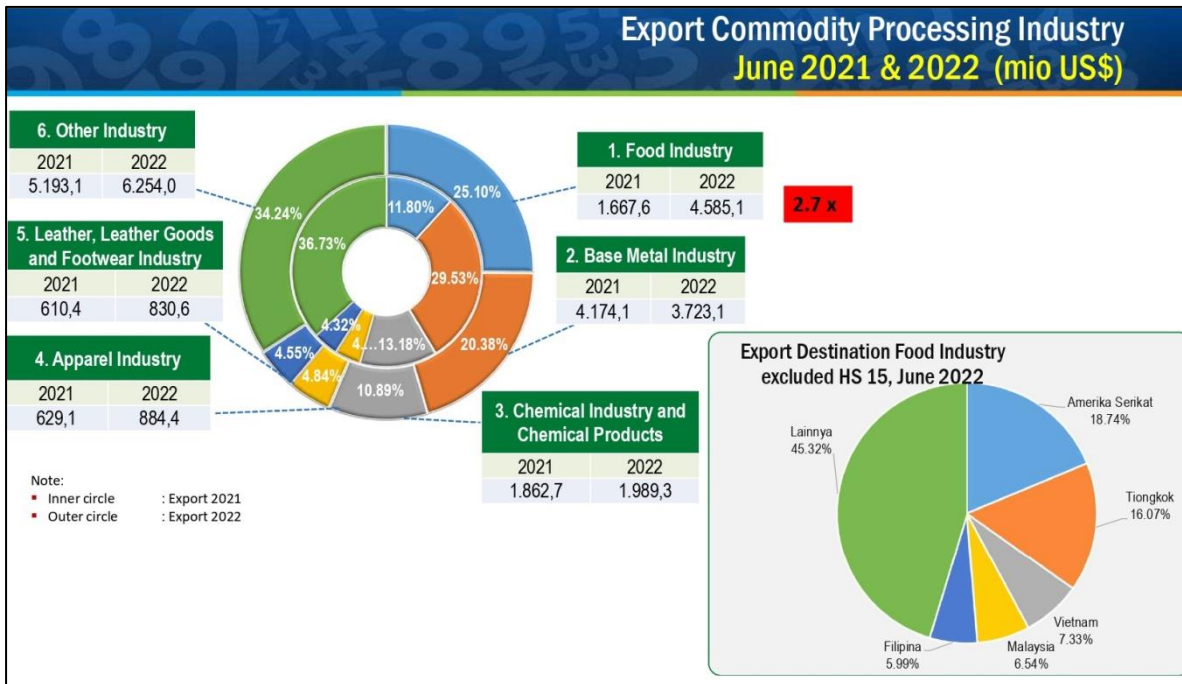 Export Commodity Processing Industry
June 2021 & 2022 (mio US$)
6. Other Industry
2021 2022
5.193,1 6.254,0
5. Leather, Leather Goods
and Footwear Industry
2021 2022
610,4 830,6
4. Apparel Industry
2021 2022
629,1 884,4
34.24%
25.10%
11.80%
36.73%
29.53%
4.32%
4....
13.18%
4.55%
4.84%
10.89%
20.38%
1. Food Industry
2021 2022
1.667,6 4.585,1
2.7 x
2. Base Metal Industry
2021 2022
4.174,1 3.723,1
3. Chemical Industry and
Chemical Products
2021 2022
1.862,7 1.989,3
Note:
▪ Inner circle : Export 2021
▪ Outer circle : Export 2022
Export Destination Food Industry
excluded HS 15, June 2022
Amerika Serikat
18.74%
Tiongkok
16.07%
Vietnam
7.33%
Malaysia
6.54%
Filipina
5.99%
Lainnya
45.32%